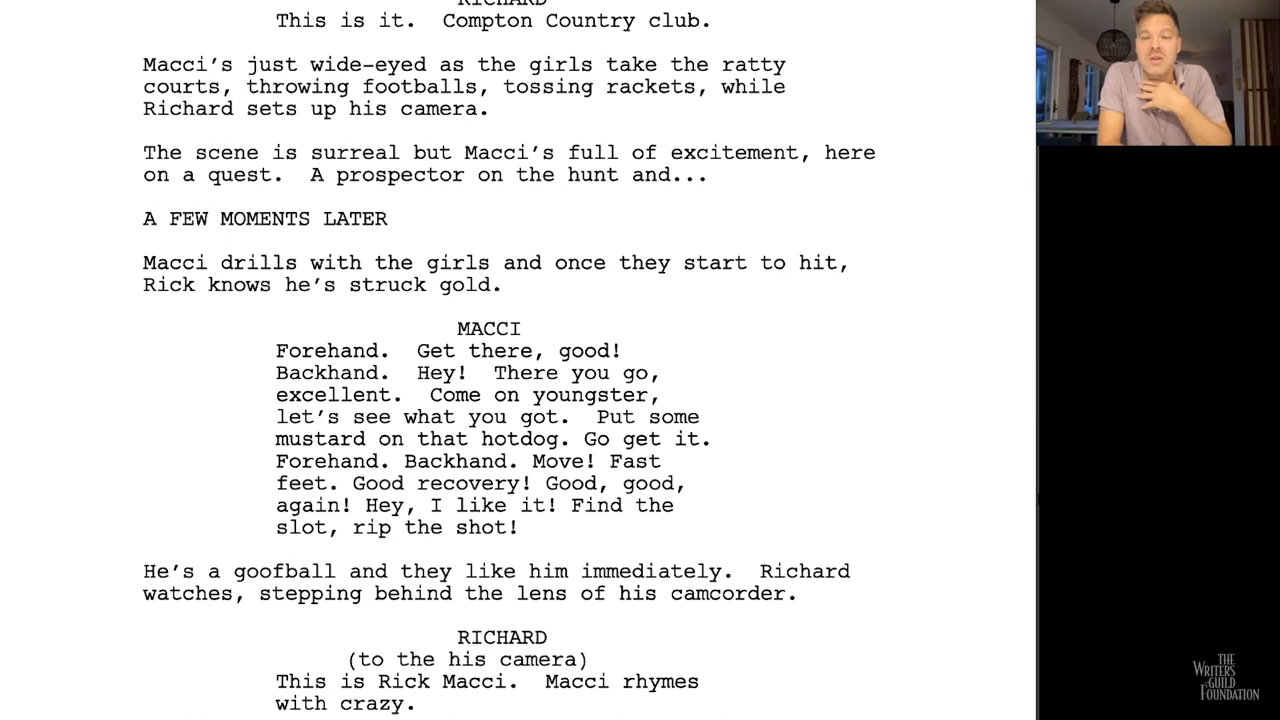 RICHARD
This is it.  Compton Country club.
Macci's just wide-eyed as the girls take the ratty
courts, throwing footballs, tossing rackets, while
Richard sets up his camera.
The scene is surreal but Macci's full of excitement, here
on a quest.  A prospector on the hunt and...
A FEW MOMENTS LATER
Macci drills with the girls and once they start to hit,
Rick knows he's struck gold.
MACCI
Forehand.  Get there, good!
Backhand.  Hey!  There you go,
excellent.  Come on youngster,
let's see what you got.  Put some
mustard on that hotdog. Go get it.
Forehand. Backhand. Move! Fast
feet. Good recovery! Good, good,
again! Hey, I like it! Find the
slot, rip the shot!
He's a goofball and they like him immediately.  Richard
watches, stepping behind the lens of his camcorder.
RICHARD
(to the his camera)
This is Rick Macci.  Macci rhymes
with crazy.
THE
WRITERS
GUILD
FOUNDATION